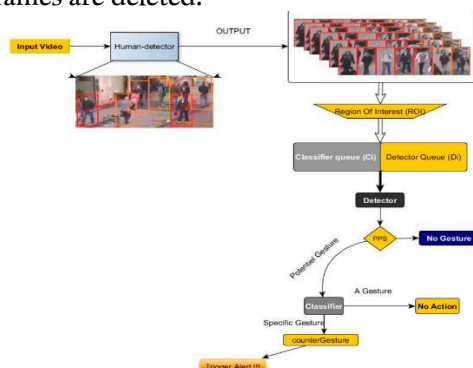 frames are deleted.
OUTPUT
Input Video
Human-detector
Region Of Interest (ROI)
Classifier queue (Ci)
Detector Queue (Di)
Detector
PPS
No Gesture
Potentiel Gesture
A Gesture
Classifier
No Action
Specific Gesture
counterGesture
Trigger Alert !!!